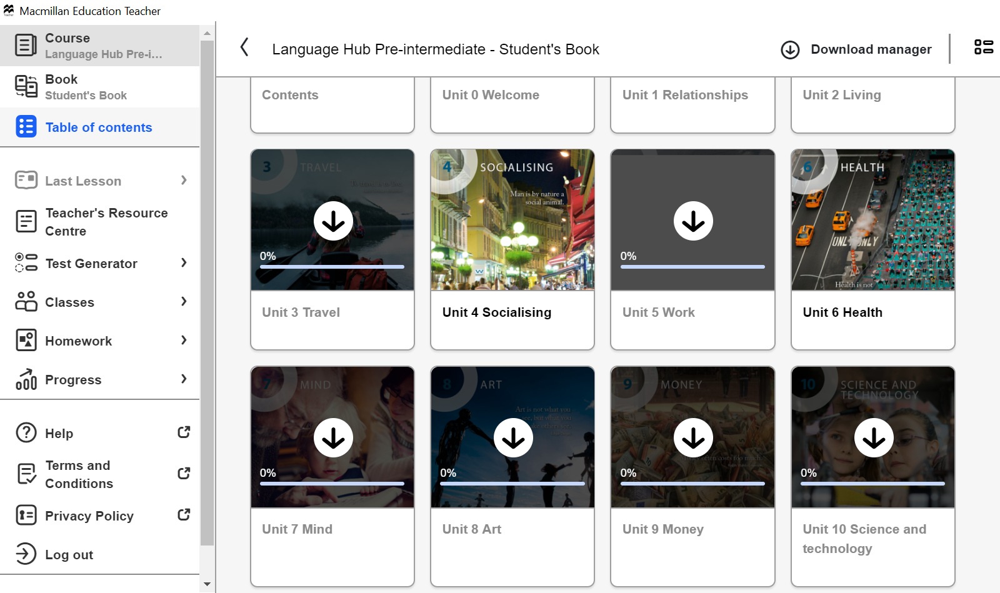 Macmillan Education Teacher
Course
Language Hub Pre-i...
Book
Student's Book
Table of contents
Last Lesson
Teacher's Resource
Centre
Test Generator
Classes
Homework
Progress
Help
Terms and
Conditions
Privacy Policy
Log out
Language Hub Pre-intermediate - Student's Book
Download manager
Contents
Unit 0 Welcome
Unit 1 Relationships
Unit 2 Living
3 TRAVEL
To travel is to live.
0%
Unit 3 Travel
4 SOCIALISING
Man is by nature a
social animal.
Unit 4 Socialising
0%
Unit 5 Work
6 HEALTH
ONLY ONLY
Health is not
Unit 6 Health
7 MIND
0%
Unit 7 Mind
8 ART
Art is not what you
see, but what you
make others see.
0%
Unit 8 Art
9 MONEY
Money often costs too much.
0%
Unit 9 Money
10 SCIENCE AND
TECHNOLOGY
0%
Unit 10 Science and
technology